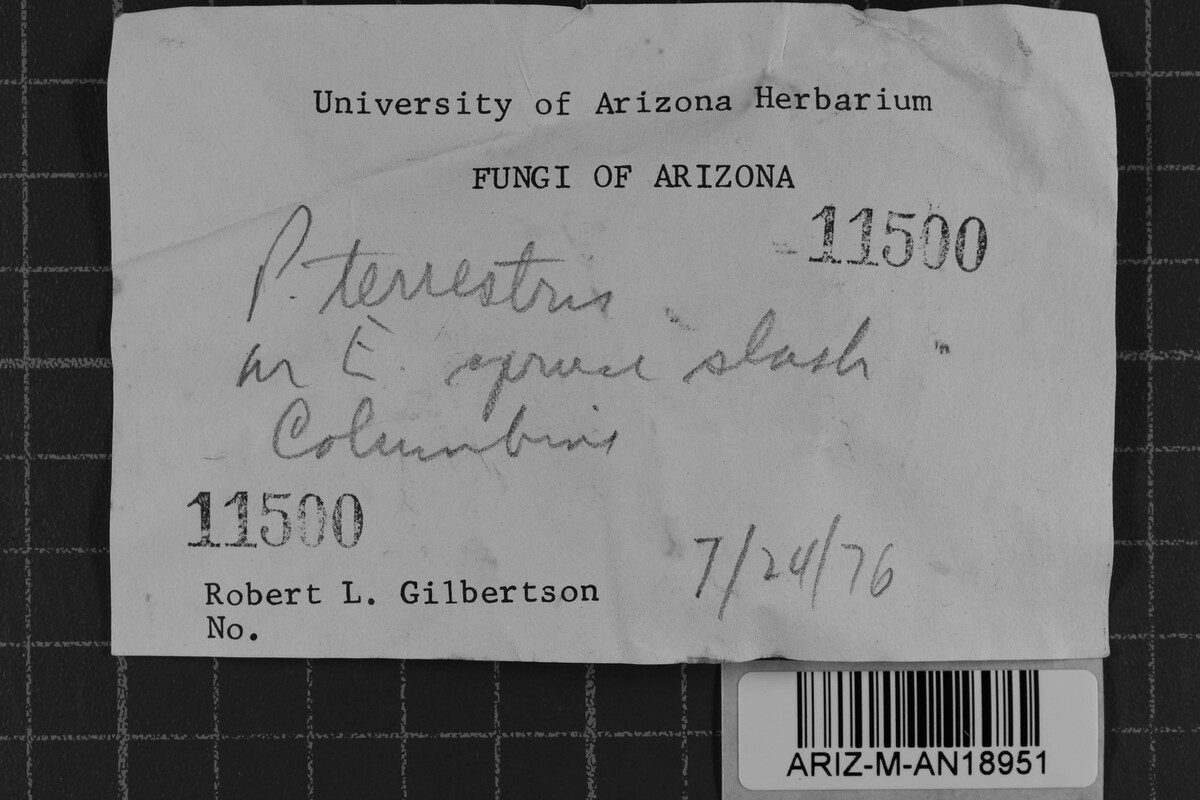 University of Arizona Herbarium
FUNGI OF ARIZONA
11500
P. terrestris
on E. spruce slash
Columbine
11500
7/24/76
Robert L. Gilbertson
No.
ARIZ-M-AN18951